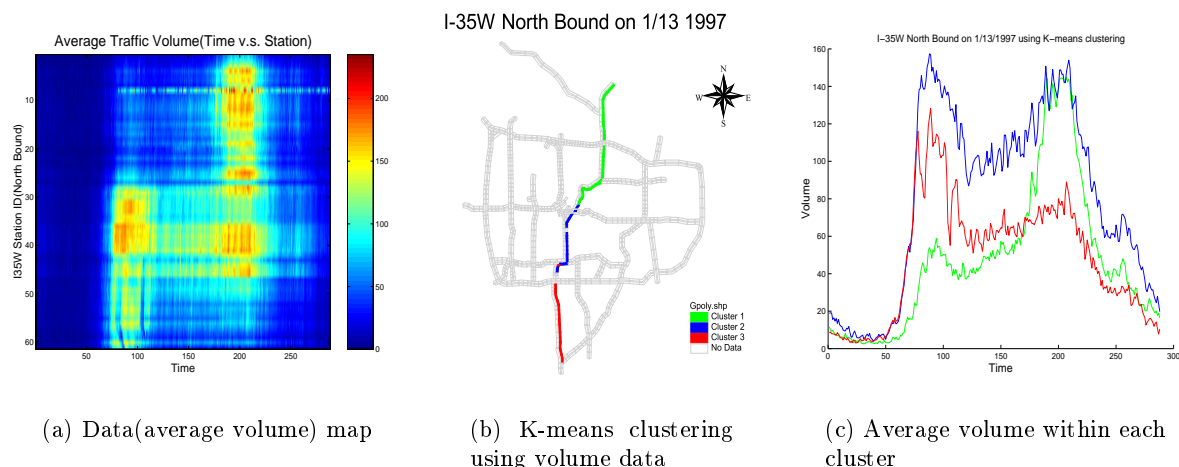 Average Traffic Volume(Time v.s. Station)
I35W Station ID(North Bound)
10
20
30
40
50
60
50
100
150
200
250
Time
200
150
100
50
0
(a) Data(average volume) map
I-35W North Bound on 1/13 1997
N
W
E
S
Gpoly.shp
Cluster 1
Cluster 2
Cluster 3
No Data
(b) K-means clustering
using volume data
I-35W North Bound on 1/13/1997 using K-means clustering
Volume
160
140
120
100
80
60
40
20
0
0
50
100
150
200
250
300
Time
(c) Average volume within each
cluster